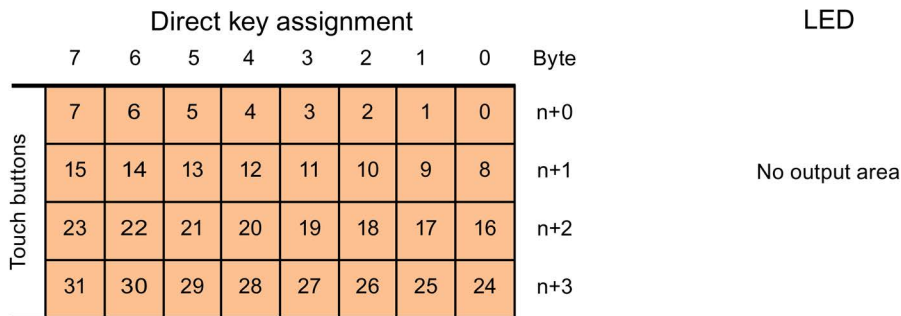 Direct key assignment LED
7 6 5 4 3 2 1 0 Byte
Touch buttons
7 6 5 4 3 2 1 0 n+0
15 14 13 12 11 10 9 8 n+1
No output area
23 22 21 20 19 18 17 16 n+2
31 30 29 28 27 26 25 24 n+3